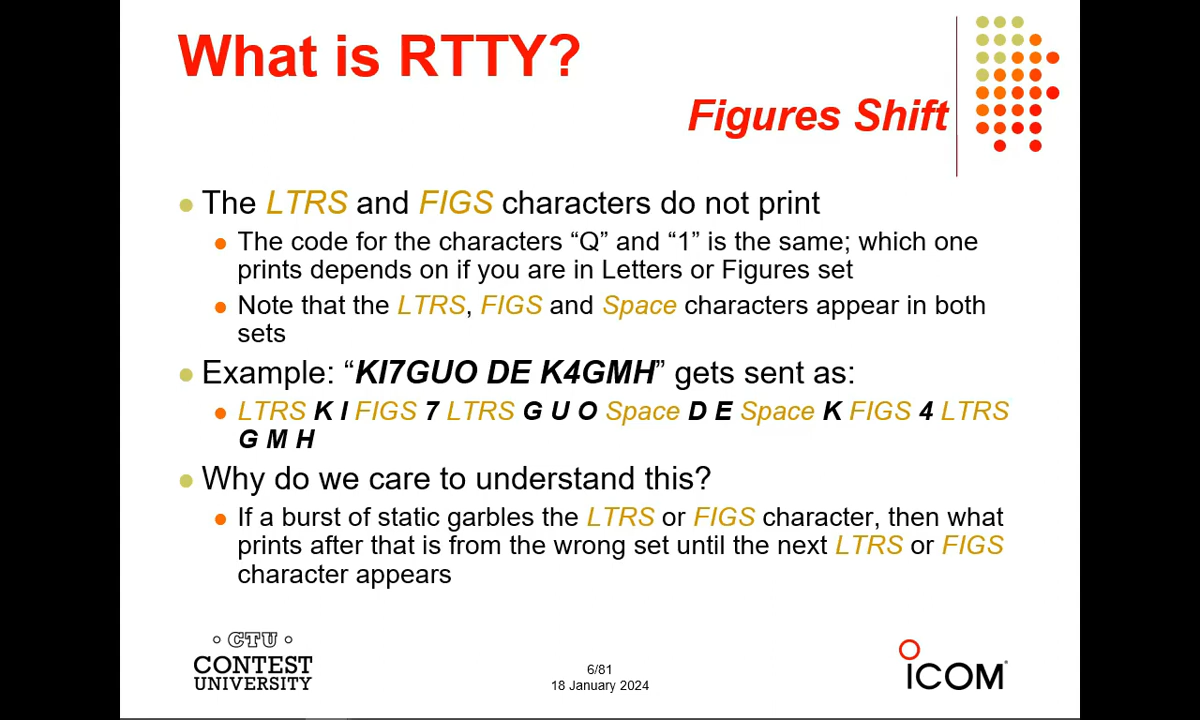 What is RTTY?
Figures Shift
The LTRS and FIGS characters do not print
The code for the characters “Q” and “1” is the same; which one
prints depends on if you are in Letters or Figures set
Note that the LTRS, FIGS and Space characters appear in both
sets
Example: “KI7GUO DE K4GMH” gets sent as:
LTRS K I FIGS 7 LTRS G U O Space D E Space K FIGS 4 LTRS
G M H
Why do we care to understand this?
If a burst of static garbles the LTRS or FIGS character, then what
prints after that is from the wrong set until the next LTRS or FIGS
character appears
CTU
CONTEST
UNIVERSITY
6/81
18 January 2024
ICOM